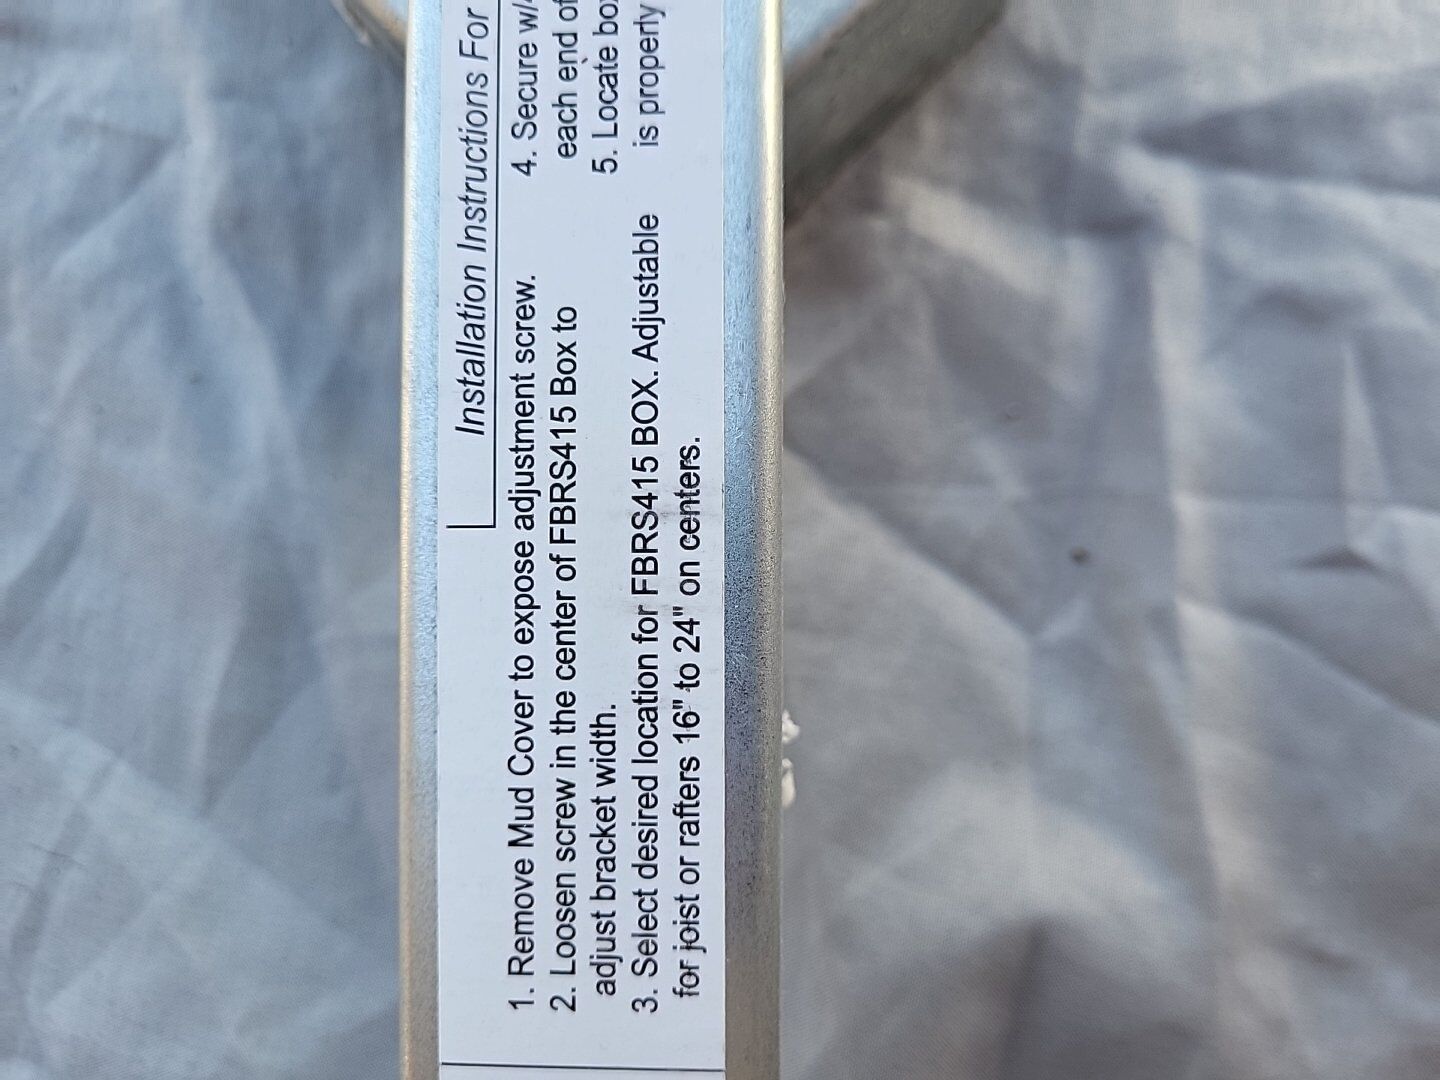 Installation Instructions For
1. Remove Mud Cover to expose adjustment screw.
2. Loosen screw in the center of FBRS415 Box to
adjust bracket width.
3. Select desired location for FBRS415 BOX. Adjustable
for joist or rafters 16" to 24" on centers.
4. Secure w/
each end of
5. Locate box
is property